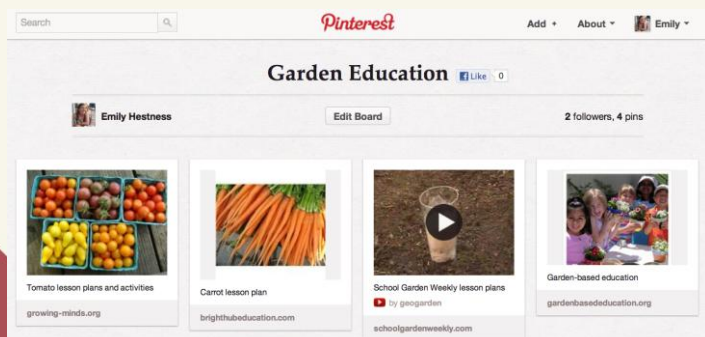 Search
Pinterest
Add +
About
Emily
Garden Education
Like
0
Emily Hestness
Edit Board
2 followers, 4 pins
Tomato lesson plans and activities
growing-minds.org
Carrot lesson plan
brighthubeducation.com
School Garden Weekly lesson plans
by geogarden
schoolgardenweekly.com
Garden-based education
gardenbasededucation.org